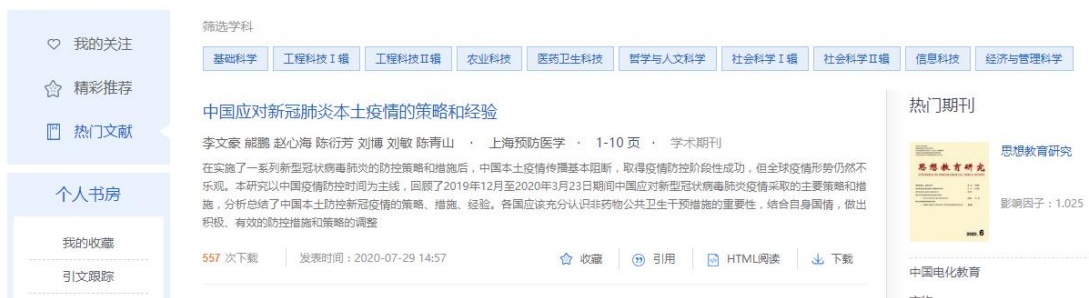 我的关注
精彩推荐
热门文献
个人书房
我的收藏
引文跟踪
筛选学科
基础科学 工程科技Ⅰ辑 工程科技Ⅱ辑 农业科技 医药卫生科技 哲学与人文科学 社会科学Ⅰ辑 社会科学Ⅱ辑 信息科技 经济与管理科学
中国应对新冠肺炎本土疫情的策略和经验
李文豪 熊鹏 赵心海 陈衍芳 刘博 刘敏 陈青山 · 上海预防医学 · 1-10 页 · 学术期刊
在实施了一系列新型冠状病毒肺炎的防控策略和措施后，中国本土疫情传播基本阻断，取得疫情防控阶段性成功，但全球疫情形势仍然不
乐观。本研究以中国疫情防控时间为主线，回顾了2019年12月至2020年3月23日期间中国应对新型冠状病毒肺炎疫情采取的主要策略和措
施，分析总结了中国本土防控新冠疫情的策略、措施、经验。各国应该充分认识非药物公共卫生干预措施的重要性，结合自身国情，做出
积极、有效的防控措施和策略的调整
557 次下载 发表时间：2020-07-29 14:57 收藏 引用 HTML阅读 下载
热门期刊
思想教育研究
2020. 6
思想教育研究
影响因子：1.025
中国电化教育